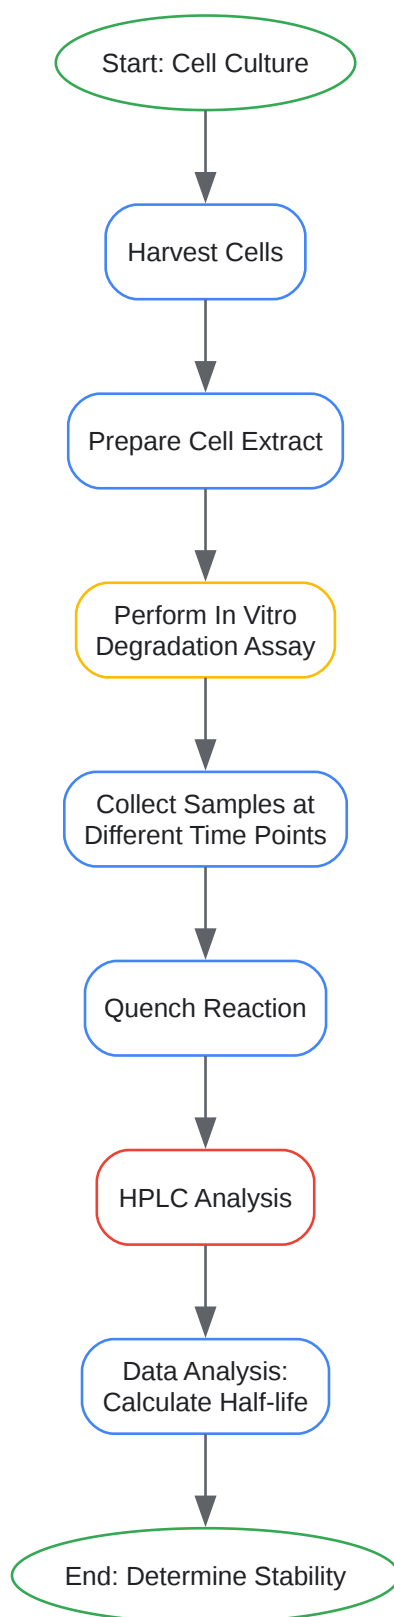 Start: Cell Culture
Harvest Cells
Prepare Cell Extract
Perform In Vitro
Degradation Assay
Collect Samples at
Different Time Points
Quench Reaction
HPLC Analysis
Data Analysis:
Calculate Half-life
End: Determine Stability